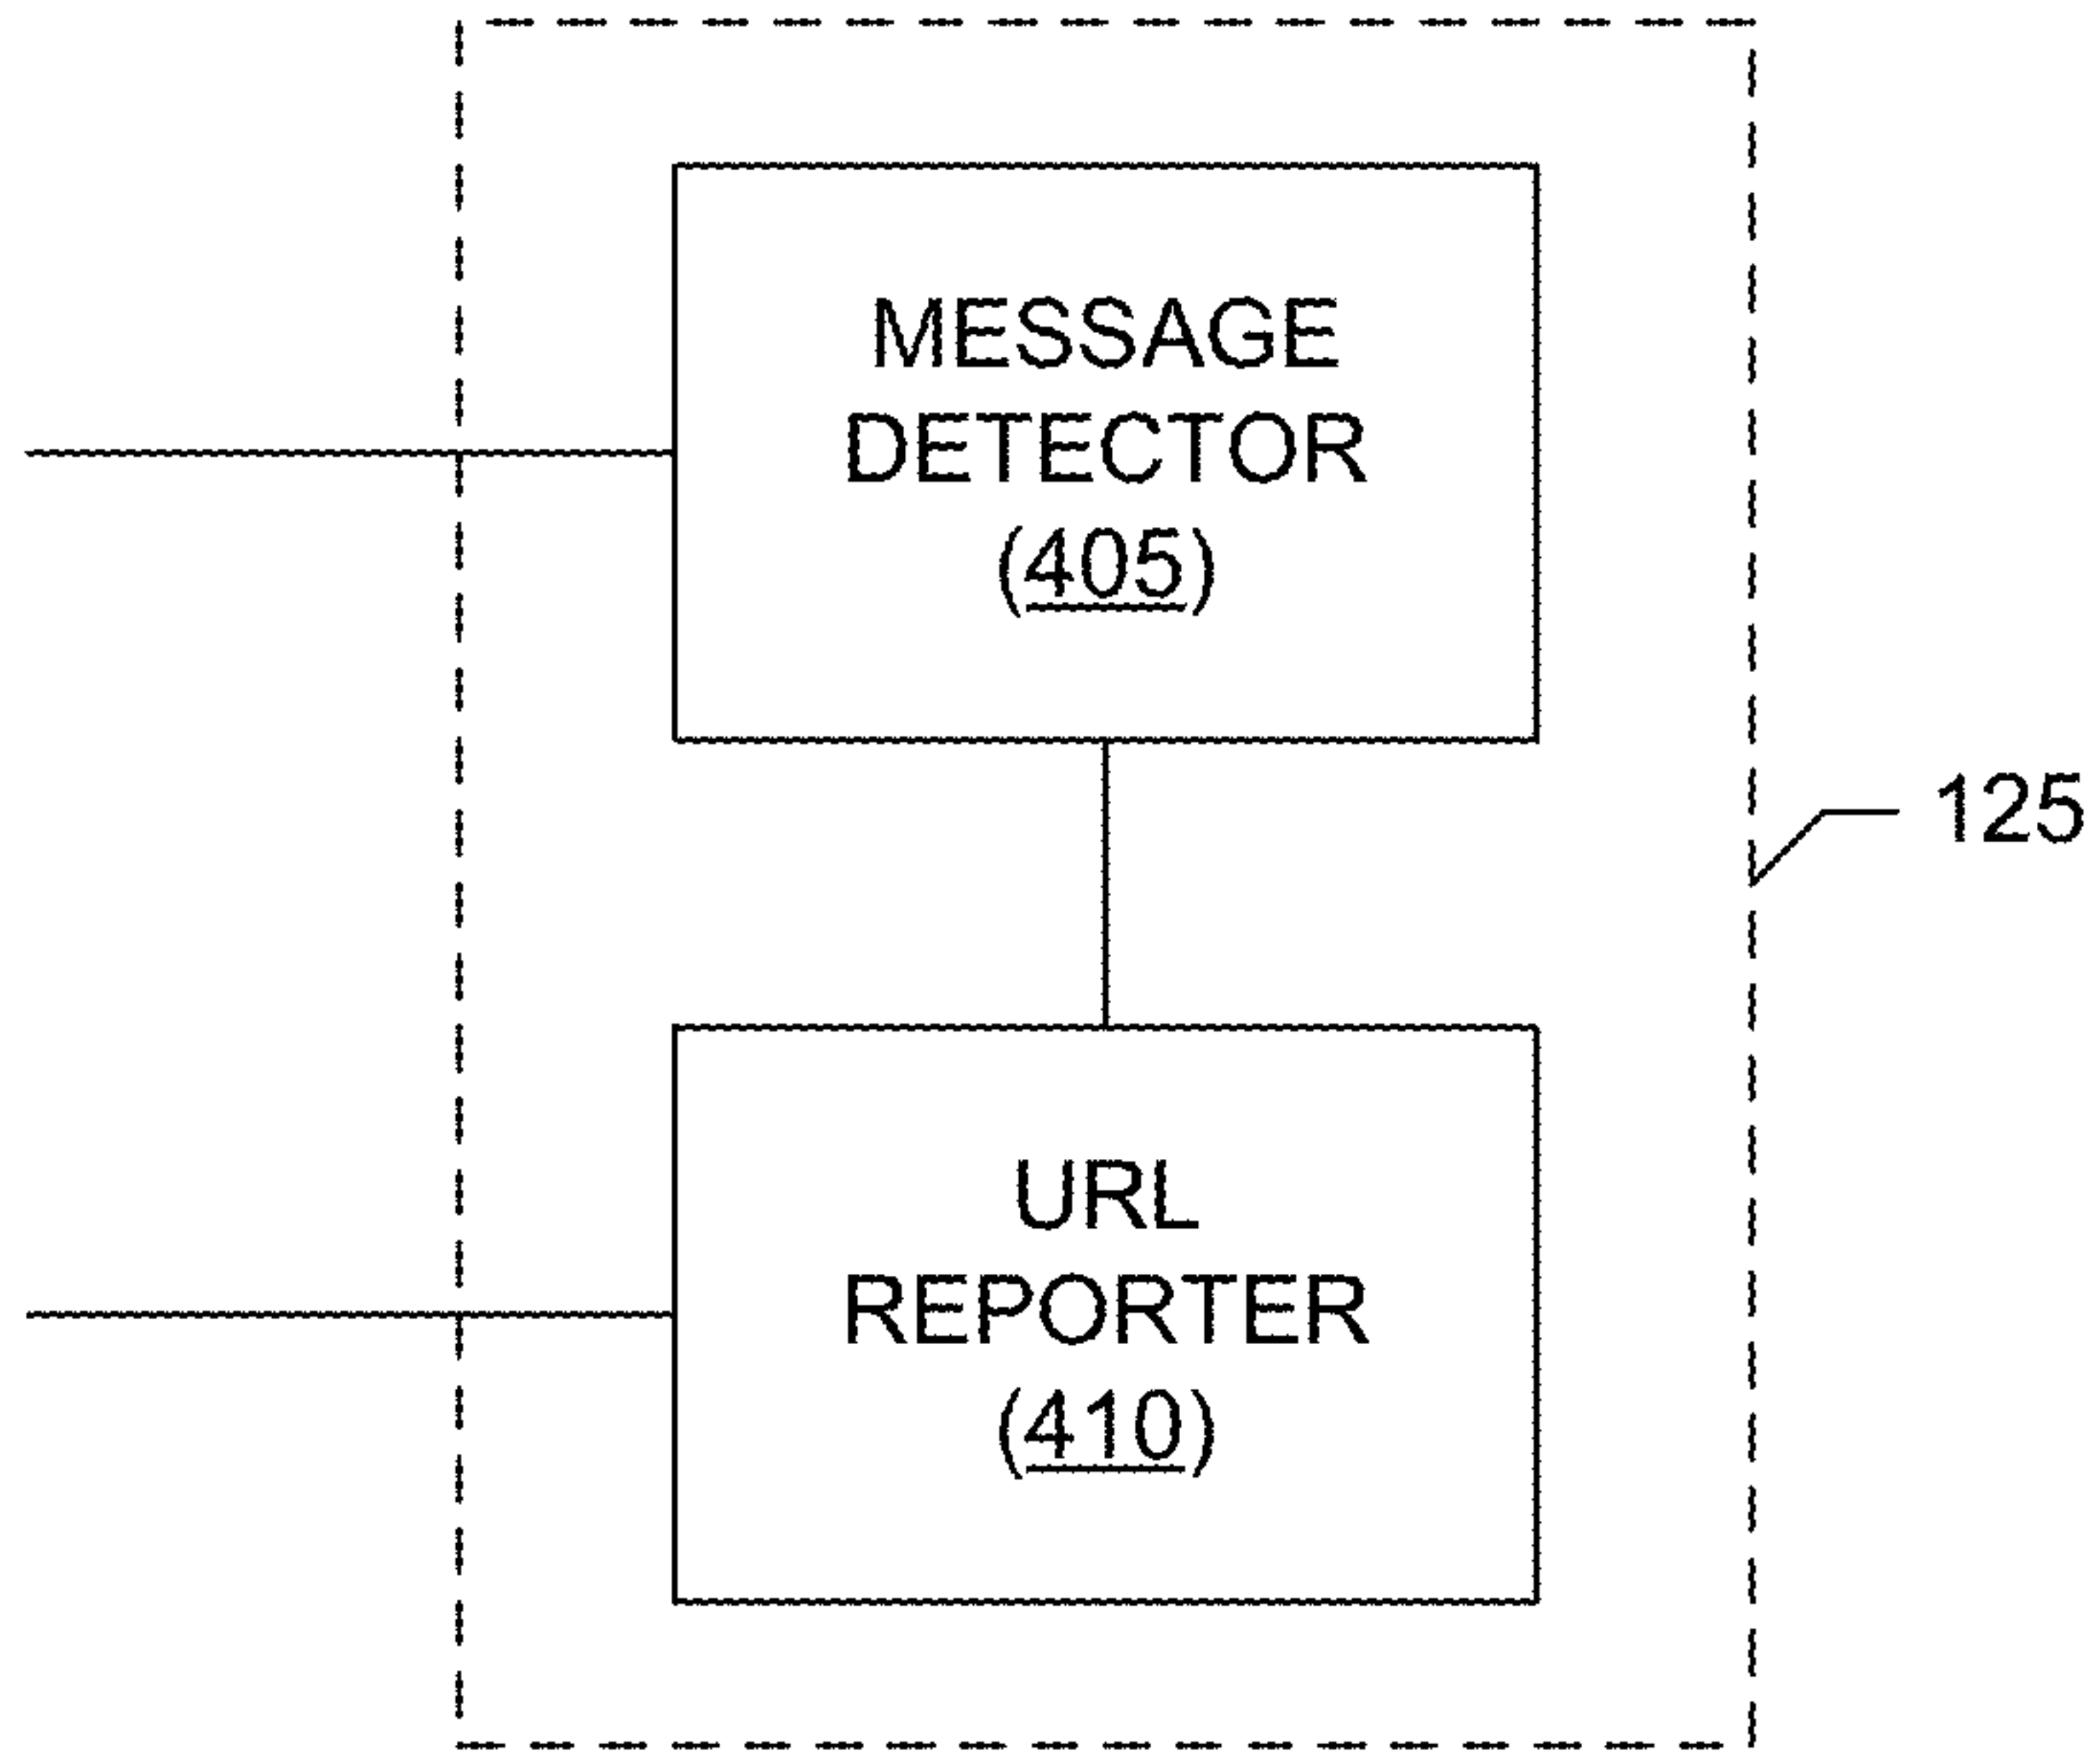 MESSAGE
DETECTOR
(405)
125
URL
REPORTER
(410)